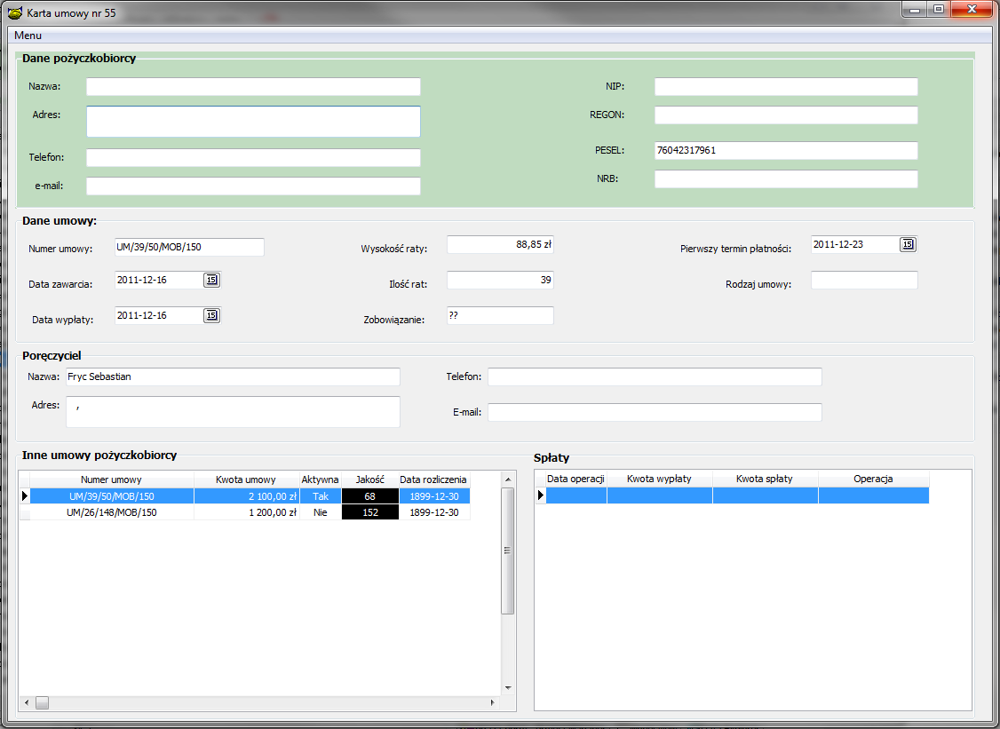 Karta umowy nr 55
Menu
Dane pożyczkobiorcy
Nazwa:
NIP:
Adres:
REGON:
PESEL: 76042317961
Telefon:
NRB:
e-mail:
Dane umowy:
Numer umowy: UM/39/50/MOB/150
Wysokość raty: 88,85 zł
Pierwszy termin płatności: 2011-12-23 15
Data zawarcia: 2011-12-16 15
Ilość rat: 39
Rodzaj umowy:
Data wypłaty: 2011-12-16 15
Zobowiązanie: ??
Poręczyciel
Nazwa: Fryc Sebastian
Telefon:
Adres: ,
E-mail:
Inne umowy pożyczkobiorcy
Numer umowy Kwota umowy Aktywna Jakość Data rozliczenia
UM/39/50/MOB/150 2 100,00 zł Tak 68 1899-12-30
UM/26/148/MOB/150 1 200,00 zł Nie 152 1899-12-30
Spłaty
Data operacji Kwota wypłaty Kwota spłaty Operacja